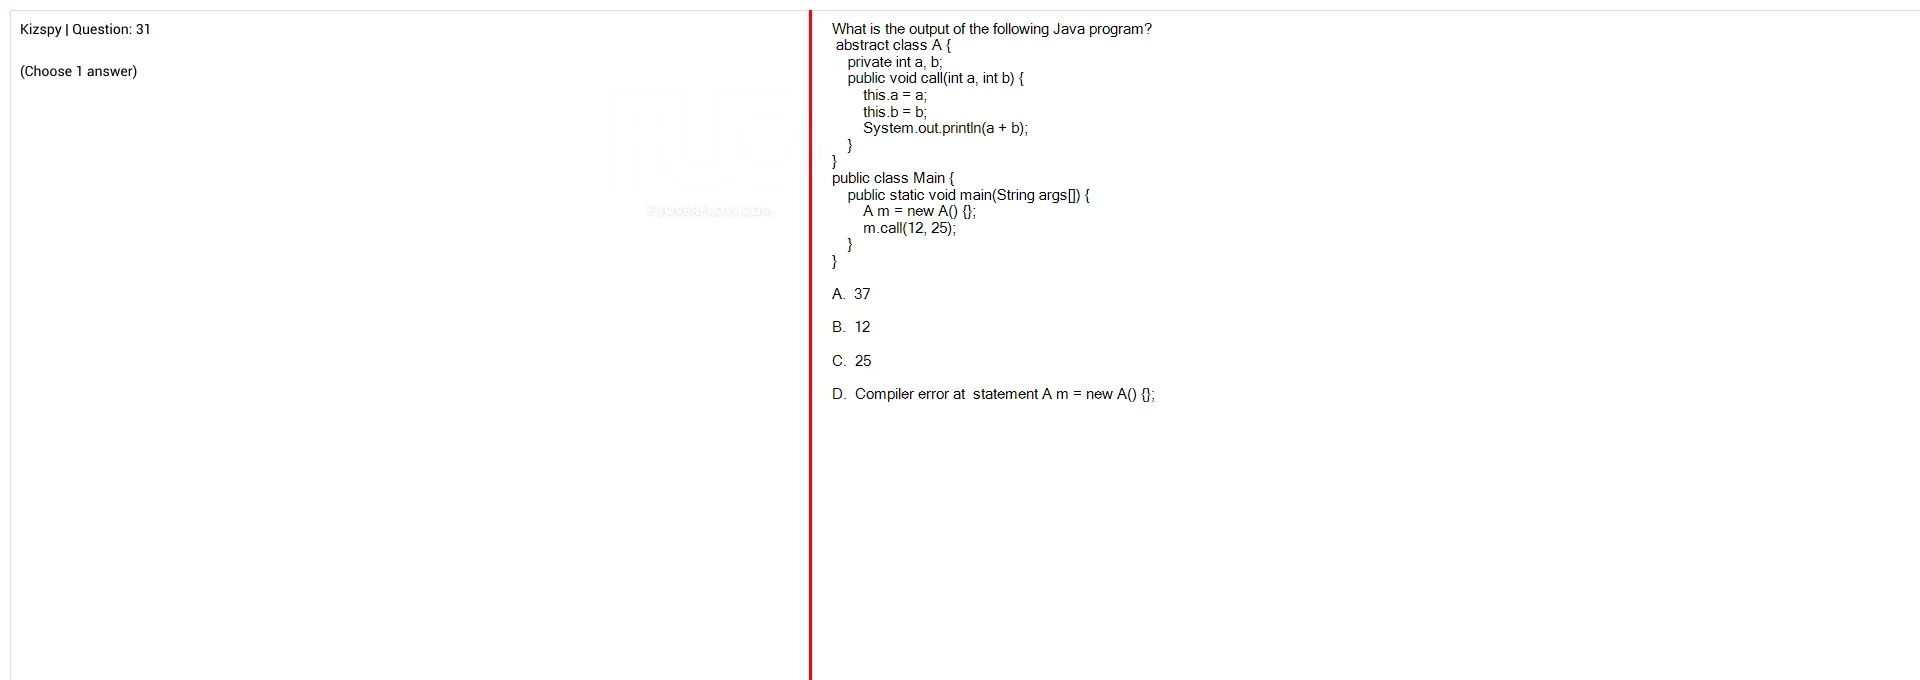 Kizspy | Question: 31
(Choose 1 answer)
FUOVERFLOW.COM
What is the output of the following Java program?
abstract class A {
private int a, b;
public void call(int a, int b) {
this.a = a;
this.b = b;
System.out.println(a + b);
}
}
public class Main {
public static void main(String args[]) {
A m = new A() {};
m.call(12, 25);
}
}
A. 37
B. 12
C. 25
D. Compiler error at statement A m = new A() {};